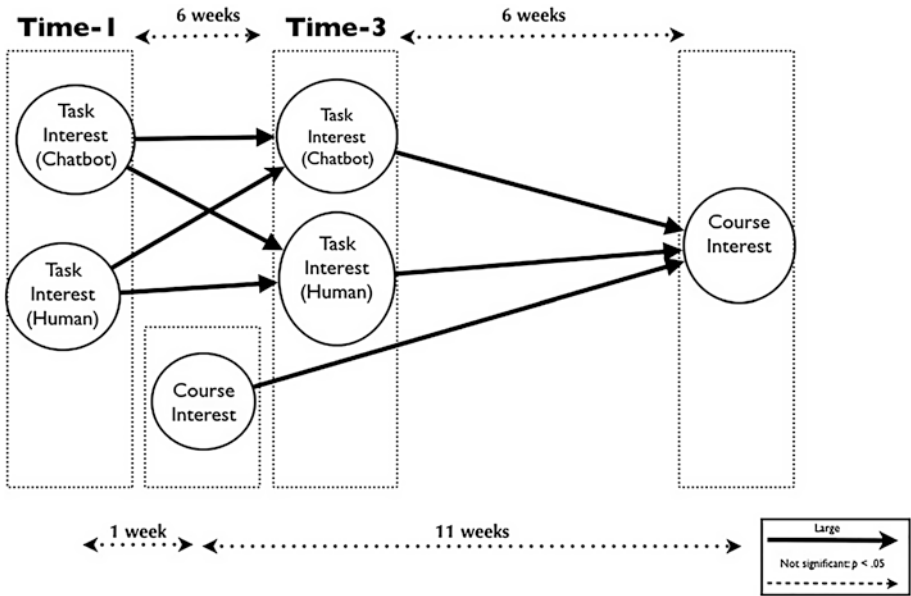 6 weeks
6 weeks
Time-1
Time-3
Task
Interest
(Chatbot)
Task
Interest
(Chatbot)
Course
Interest
Task
Interest
(Human)
Task
Interest
(Human)
Course
Interest
1 week
11 weeks
Large
Not significant: p < .05